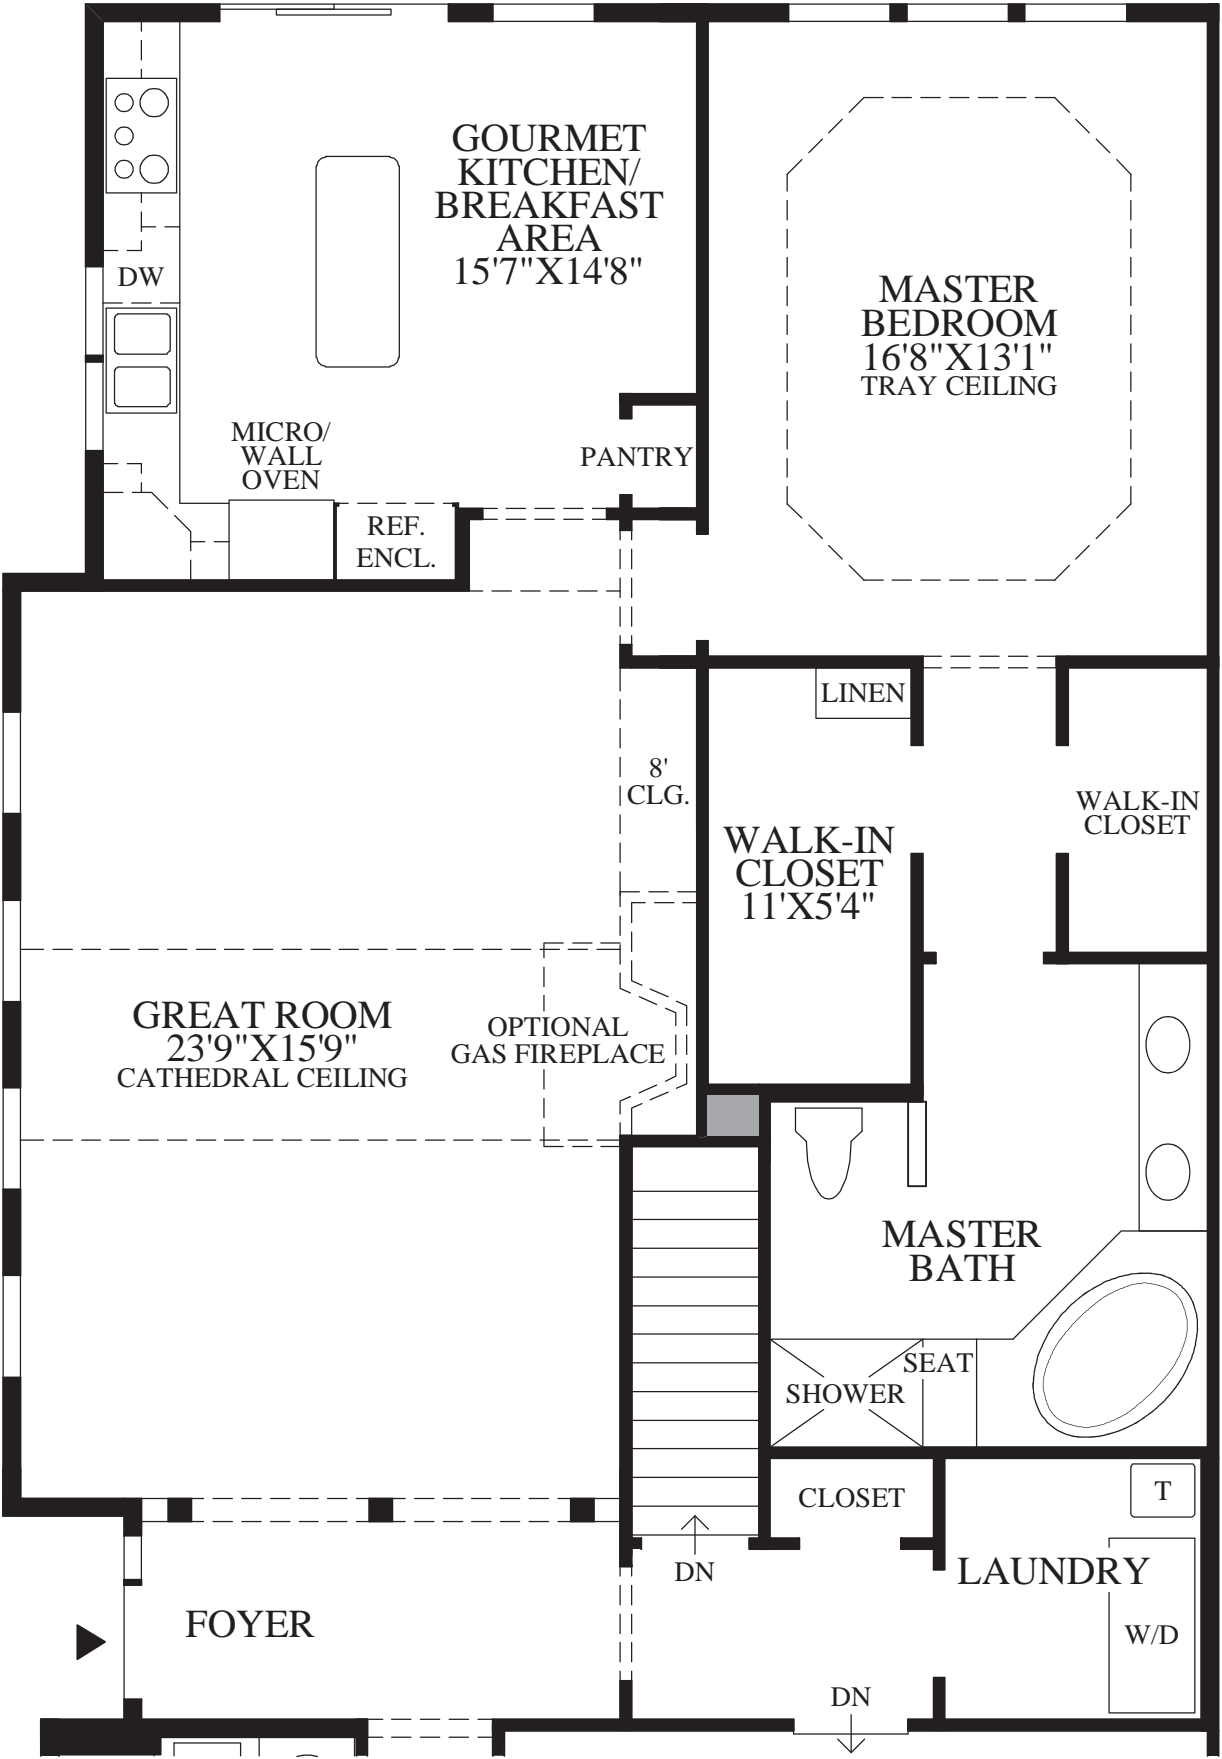 GOURMET
KITCHEN/
BREAKFAST
AREA
15'7"X14'8"
DW
MASTER
BEDROOM
16'8"X13'1"
TRAY CEILING
MICRO/
WALL
OVEN
PANTRY
REF.
ENCL.
LINEN
8'
CLG.
WALK-IN
CLOSET
WALK-IN
CLOSET
11'X5'4"
GREAT ROOM
23'9"X15'9"
CATHEDRAL CEILING
OPTIONAL
GAS FIREPLACE
MASTER
BATH
SEAT
SHOWER
CLOSET
T
DN
LAUNDRY
FOYER
W/D
DN